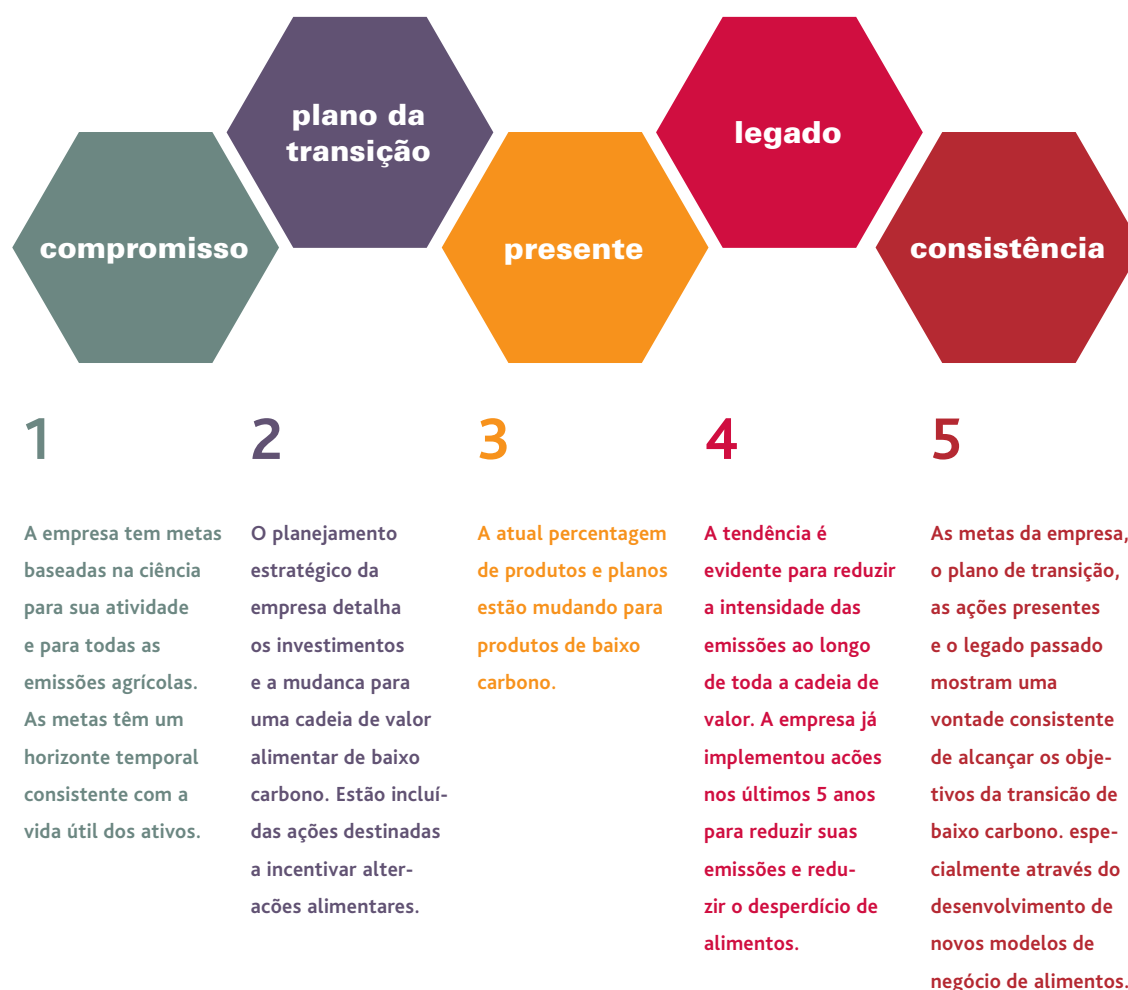 plano da
transição
legado
compromisso
presente
consistência
1
A empresa tem metas
baseadas na ciência
para sua atividade
e para todas as
emissões agrícolas.
As metas têm um
horizonte temporal
consistente com a
vida útil dos ativos.
2
O planejamento
estratégico da
empresa detalha
os investimentos
e a mudanca para
uma cadeia de valor
alimentar de baixo
carbono. Estão incluí-
das ações destinadas
a incentivar alter-
acões alimentares.
3
A atual percentagem
de produtos e planos
estão mudando para
produtos de baixo
carbono.
4
A tendência é
evidente para reduzir
a intensidade das
emissões ao longo
de toda a cadeia de
valor. A empresa já
implementou acões
nos últimos 5 anos
para reduzir suas
emissões e redu-
zir o desperdício de
alimentos.
5
As metas da empresa,
o plano de transição,
as ações presentes
e o legado passado
mostram uma
vontade consistente
de alcançar os obje-
tivos da transicão de
baixo carbono. espe-
cialmente através do
desenvolvimento de
novos modelos de
negócio de alimentos.